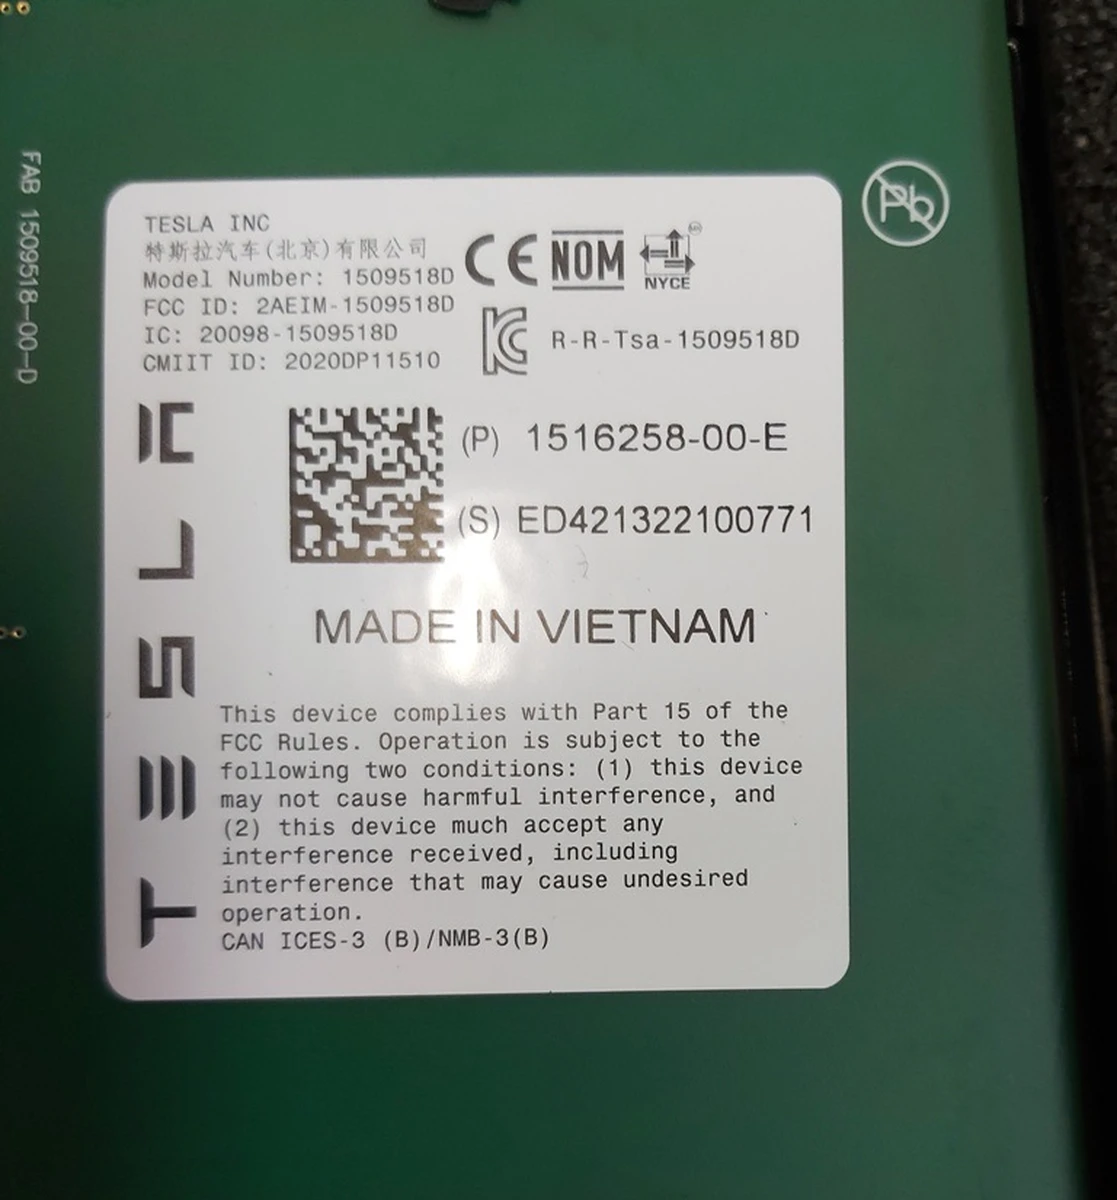 FAB 1509518-00-D
Pb
TESLA INC
特斯拉汽车(北京)有限公司
Model Number: 1509518D
FCC ID: 2AEIM-1509518D
IC: 20098-1509518D
CMIIT ID: 2020DP11510
CE NOM
NYCE
KC R-R-Tsa-1509518D
(P) 1516258-00-E
(S) ED421322100771
MADE IN VIETNAM
TESLA
This device complies with Part 15 of the
FCC Rules. Operation is subject to the
following two conditions: (1) this device
may not cause harmful interference, and
(2) this device much accept any
interference received, including
interference that may cause undesired
operation.
CAN ICES-3 (B)/NMB-3(B)